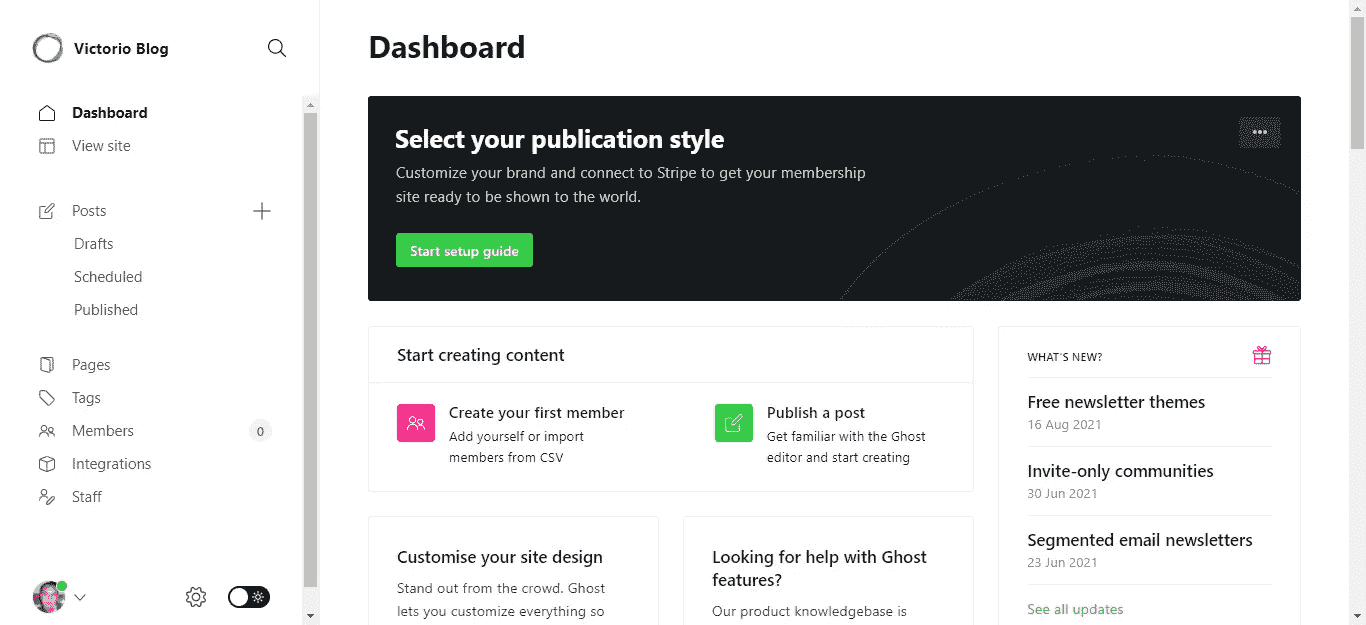 Victorio Blog
Dashboard
View site
Posts
Drafts
Scheduled
Published
Pages
Tags
Members
0
Integrations
Staff
Dashboard
Select your publication style
Customize your brand and connect to Stripe to get your membership
site ready to be shown to the world.
Start setup guide
Start creating content
Create your first member
Add yourself or import
members from CSV
Publish a post
Get familiar with the Ghost
editor and start creating
Customise your site design
Stand out from the crowd. Ghost
lets you customize everything so
Looking for help with Ghost
features?
Our product knowledgebase is
WHAT'S NEW?
Free newsletter themes
16 Aug 2021
Invite-only communities
30 Jun 2021
Segmented email newsletters
23 Jun 2021
See all updates